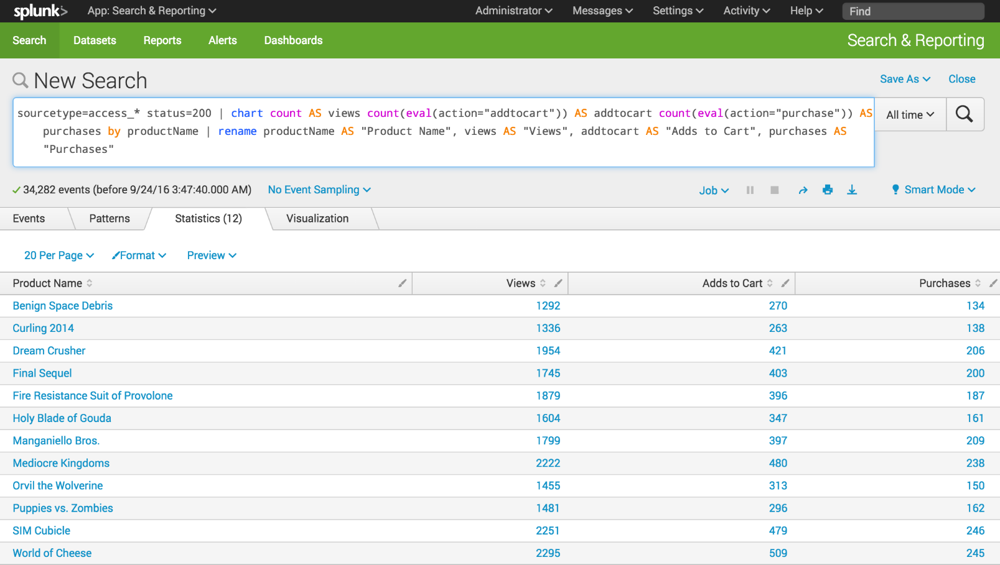 splunk> App: Search & Reporting Administrator Messages Settings Activity Help Find
Search Datasets Reports Alerts Dashboards Search & Reporting
New Search Save As Close
sourcetype=access_* status=200 | chart count AS views count(eval(action="addtocart")) AS addtocart count(eval(action="purchase")) AS All time
purchases by productName | rename productName AS "Product Name", views AS "Views", addtocart AS "Adds to Cart", purchases AS
"Purchases"
34,282 events (before 9/24/16 3:47:40.000 AM) No Event Sampling Job Smart Mode
Events Patterns Statistics (12) Visualization
20 Per Page Format Preview
Product Name Views Adds to Cart Purchases
Benign Space Debris 1292 270 134
Curling 2014 1336 263 138
Dream Crusher 1954 421 206
Final Sequel 1745 403 200
Fire Resistance Suit of Provolone 1879 396 187
Holy Blade of Gouda 1604 347 161
Manganiello Bros. 1799 397 209
Mediocre Kingdoms 2222 480 238
Orvil the Wolverine 1455 313 150
Puppies vs. Zombies 1481 296 162
SIM Cubicle 2251 479 246
World of Cheese 2295 509 245